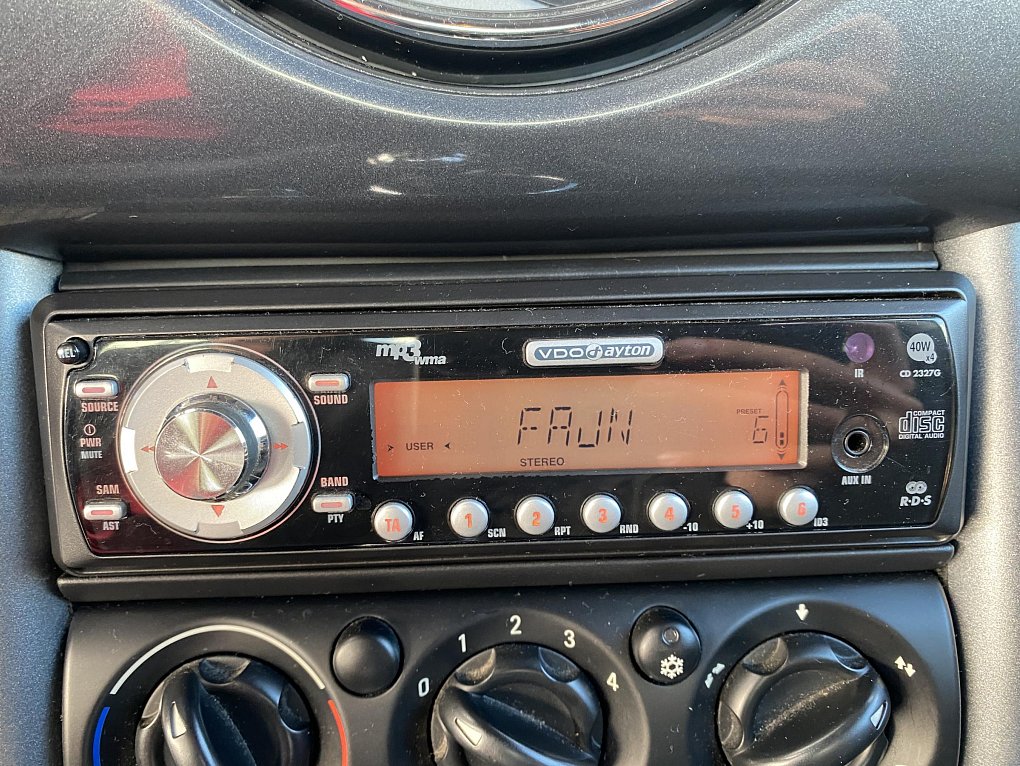 mp3 wma
VDO dayton
40W x4
REL
SOURCE
SOUND
IR
CD 2327G
PWR
MUTE
FAJN
PRESET
6
USER
STEREO
COMPACT
disc
DIGITAL AUDIO
AUX IN
SAM
AST
BAND
PTY
R·D·S
TA AF
1 SCN
2 RPT
3 RND
4 -10
5 +10
6 ID3
0 1 2 3 4